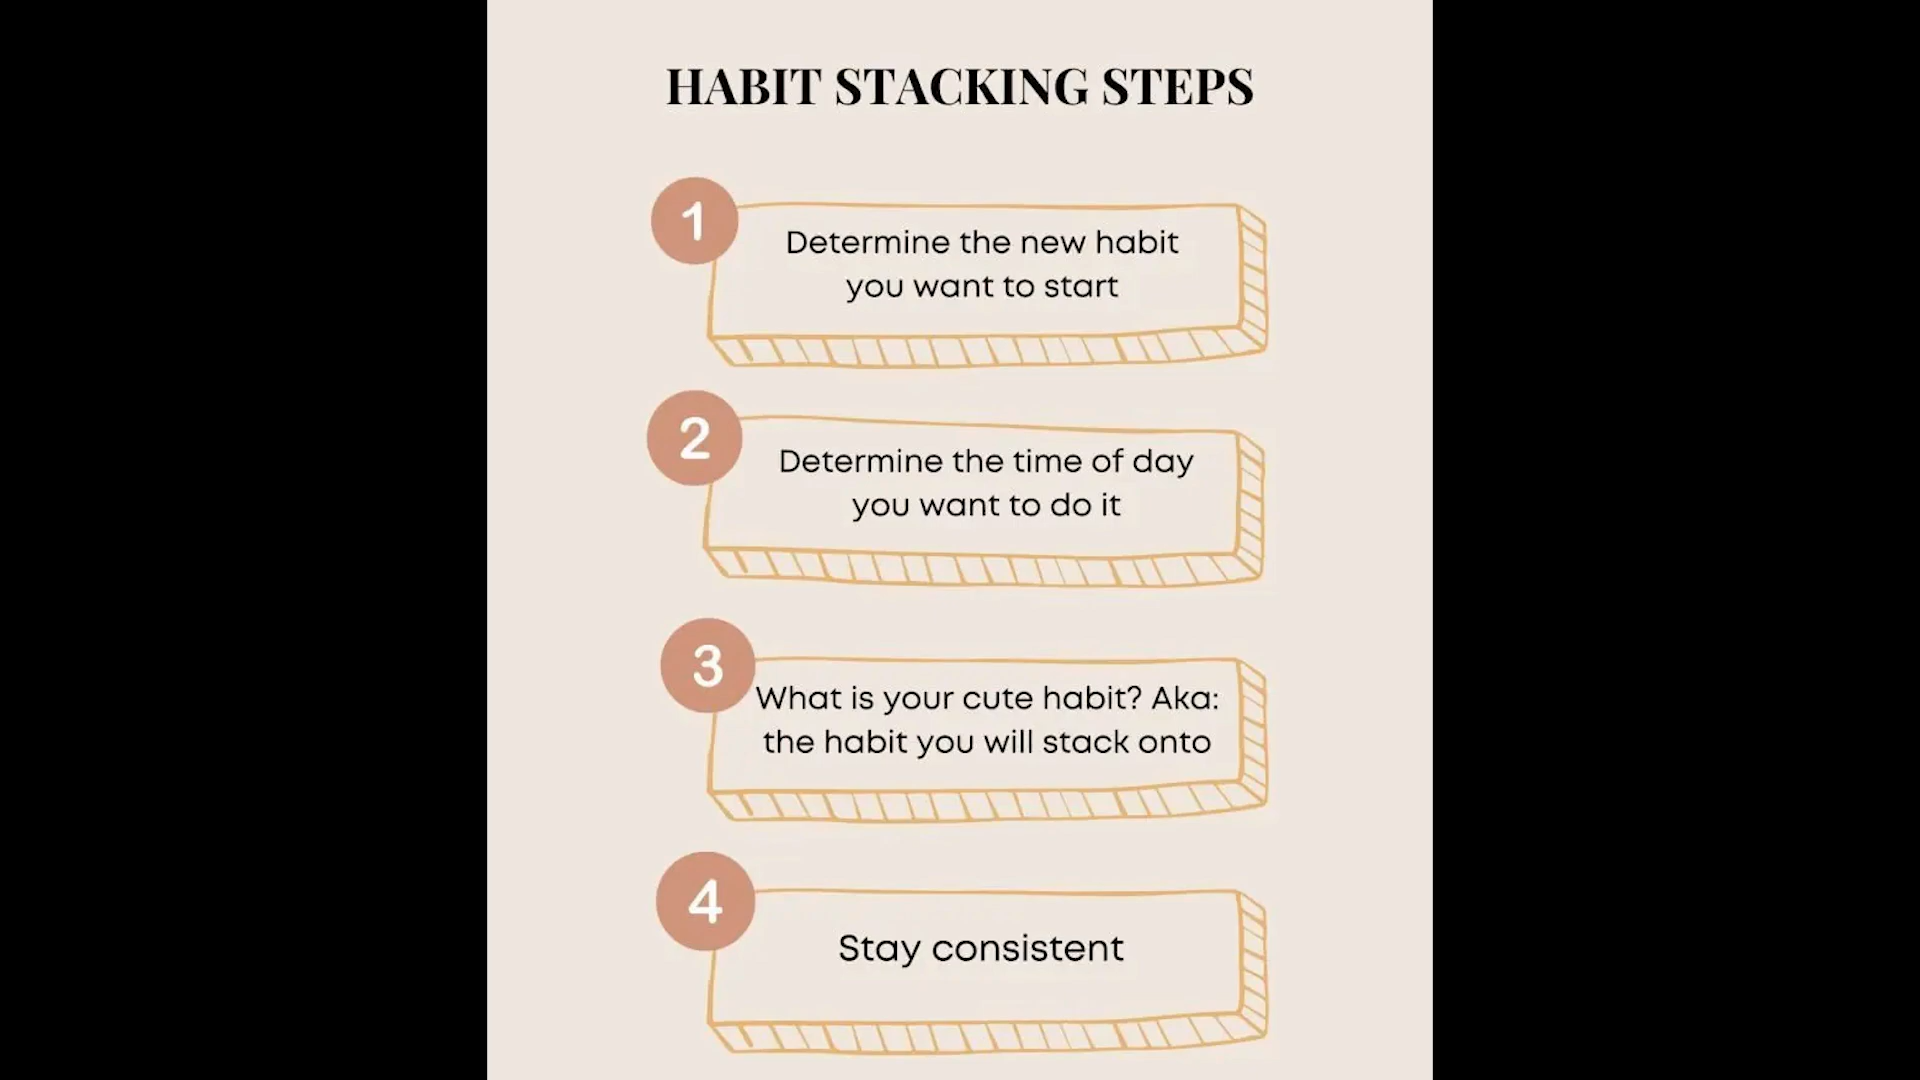 HABIT STACKING STEPS
1
Determine the new habit
you want to start
2
Determine the time of day
you want to do it
3
What is your cute habit? Aka:
the habit you will stack onto
4
Stay consistent